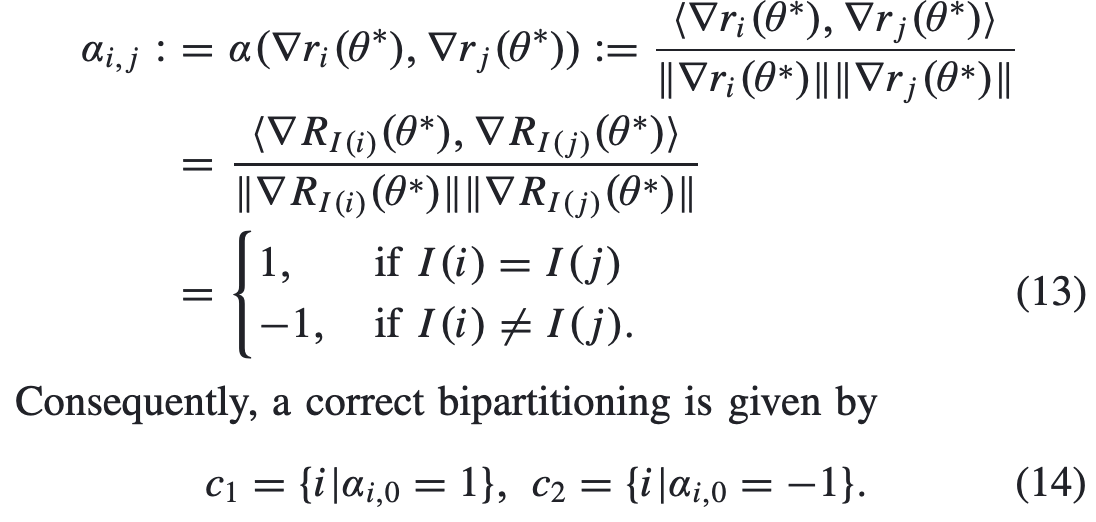 α_{i,j} : = α(∇r_i(θ*), ∇r_j(θ*)) := ⟨∇r_i(θ*), ∇r_j(θ*)⟩ / ‖∇r_i(θ*)‖‖∇r_j(θ*)‖
= ⟨∇R_{I(i)}(θ*), ∇R_{I(j)}(θ*)⟩ / ‖∇R_{I(i)}(θ*)‖‖∇R_{I(j)}(θ*)‖
= { 1, if I(i) = I(j)
−1, if I(i) ≠ I(j). (13)
Consequently, a correct bipartitioning is given by
c_1 = {i|α_{i,0} = 1}, c_2 = {i|α_{i,0} = −1}. (14)